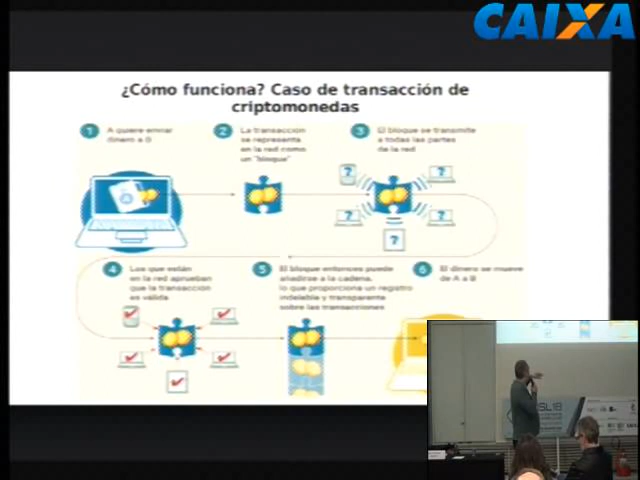 CAIXA
¿Cómo funciona? Caso de transacción de
criptomonedas
1 A quiere enviar
dinero a B
2 La transacción
se representa
en la red como
un "bloque"
3 El bloque se transmite
a todas las partes
de la red
? ?
? ?
?
4 Los que están
en la red aprueban
que la transacción
es válida
5 El bloque entonces puede
añadirse a la cadena,
lo que proporciona un registro
indeleble y transparente
sobre las transacciones
6 El dinero se mueve
de A a B